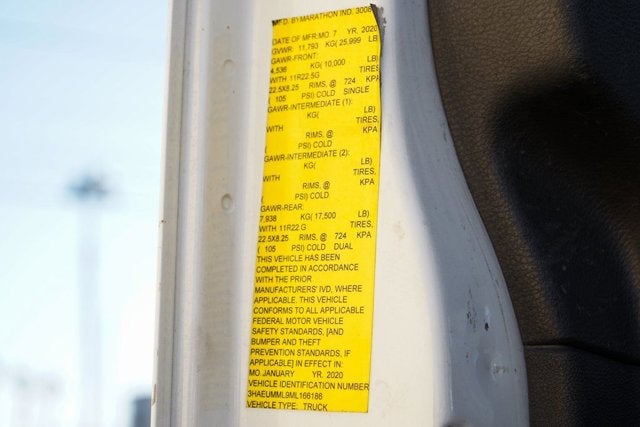 MFD. BY MARATHON IND. 3008
DATE OF MFR: MO. 7 YR. 2020
GVWR: 11,793 KG( 25,999 LB
GAWR-FRONT:
4,536 KG( 10,000 LB)
WITH 11R22.5G TIRES
22.5X8.25 RIMS, @ 724 KPA
( 105 PSI) COLD SINGLE
GAWR-INTERMEDIATE (1):
KG( LB)
WITH TIRES,
RIMS, @ KPA
( PSI) COLD
GAWR-INTERMEDIATE (2):
KG( LB)
WITH TIRES,
RIMS, @ KPA
( PSI) COLD
GAWR-REAR:
7,938 KG( 17,500 LB)
WITH 11R22.G TIRES,
22.5X8.25 RIMS, @ 724 KPA
( 105 PSI) COLD DUAL
THIS VEHICLE HAS BEEN
COMPLETED IN ACCORDANCE
WITH THE PRIOR
MANUFACTURERS' IVD, WHERE
APPLICABLE. THIS VEHICLE
CONFORMS TO ALL APPLICABLE
FEDERAL MOTOR VEHICLE
SAFETY STANDARDS, [AND
BUMPER AND THEFT
PREVENTION STANDARDS, IF
APPLICABLE] IN EFFECT IN:
MO. JANUARY YR. 2020
VEHICLE IDENTIFICATION NUMBER
3HAEUMML9ML166186
VEHICLE TYPE: TRUCK